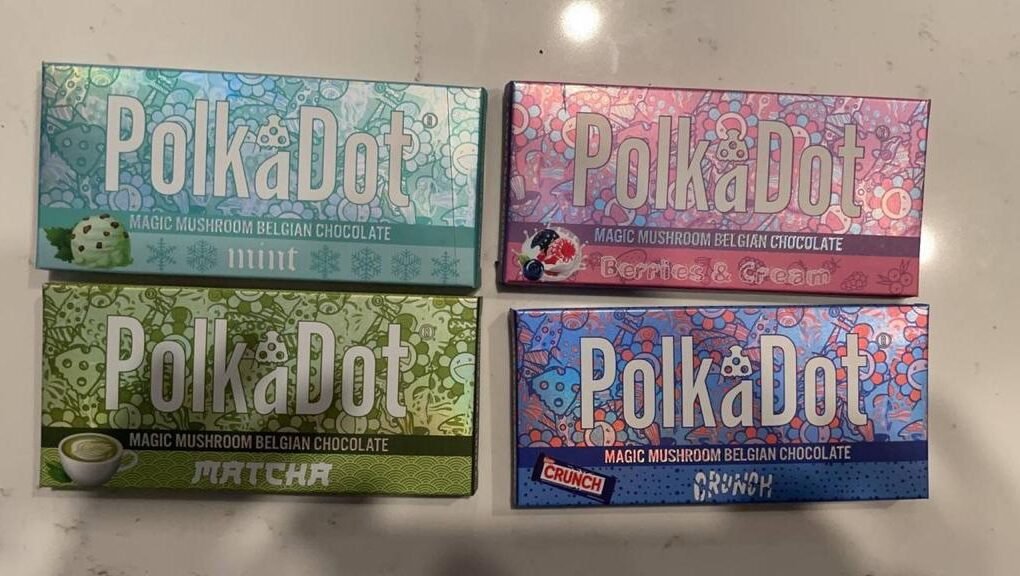 PolkaDot
MAGIC MUSHROOM BELGIAN CHOCOLATE
mint
PolkaDot
MAGIC MUSHROOM BELGIAN CHOCOLATE
Berries & Cream
PolkaDot
MAGIC MUSHROOM BELGIAN CHOCOLATE
MATCHA
PolkaDot
MAGIC MUSHROOM BELGIAN CHOCOLATE
CRUNCH
CRUNCH